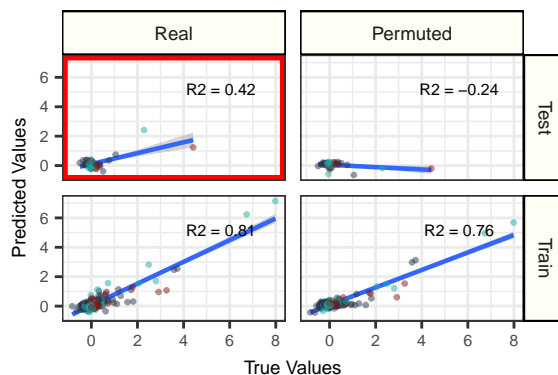 Real
Permuted
Predicted Values
6
4
2
0
R2 = 0.42
R2 = −0.24
Test
6
4
2
0
R2 = 0.81
R2 = 0.76
Train
0 2 4 6 8
0 2 4 6 8
True Values